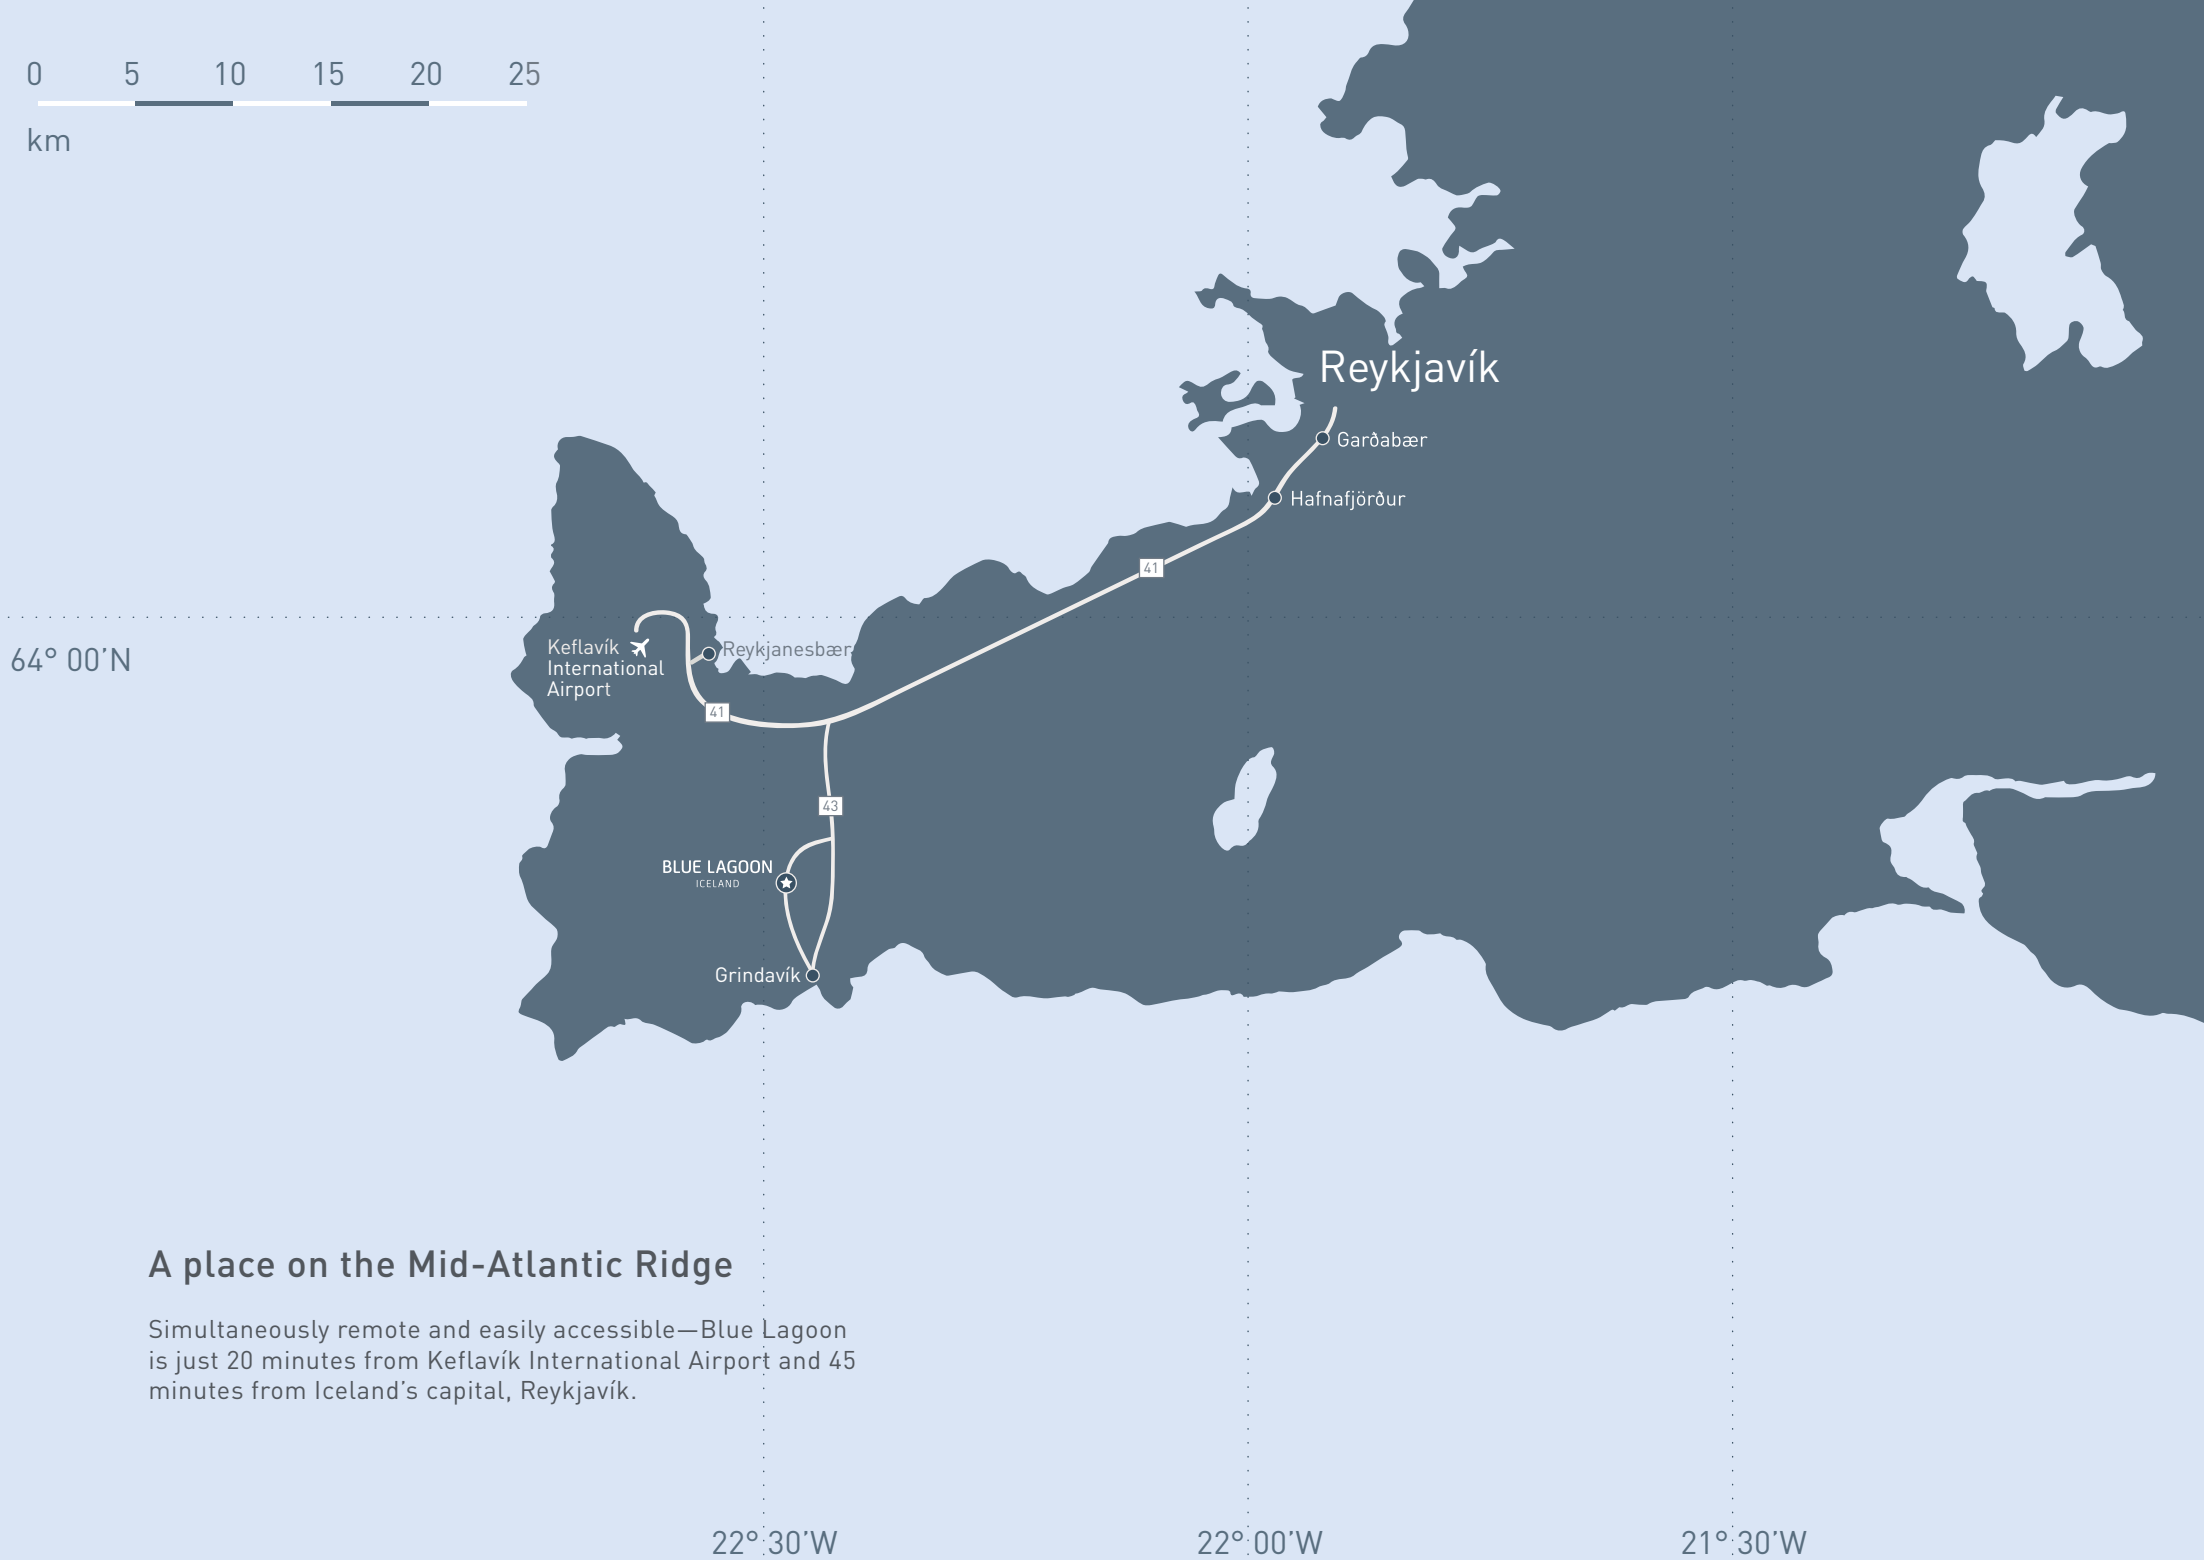 0 5 10 15 20 25
km
Reykjavík
Garðabær
Hafnafjörður
41
Keflavík
International
Airport
Reykjanesbær
64° 00’N
41
43
BLUE LAGOON
ICELAND
Grindavík
A place on the Mid-Atlantic Ridge
Simultaneously remote and easily accessible—Blue Lagoon
is just 20 minutes from Keflavík International Airport and 45
minutes from Iceland’s capital, Reykjavík.
22° 30’W 22° 00’W 21° 30’W